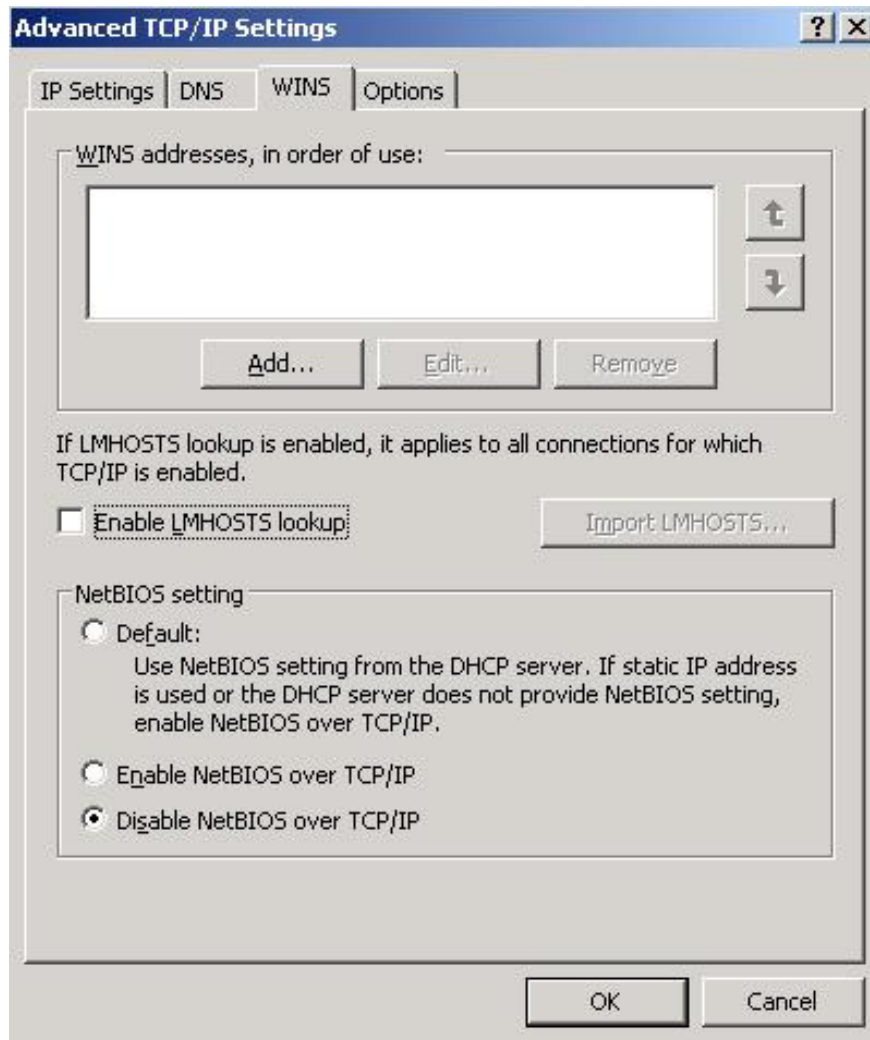 Advanced TCP/IP Settings
IP Settings
DNS
WINS
Options
WINS addresses, in order of use:
Add...
Edit...
Remove
If LMHOSTS lookup is enabled, it applies to all connections for which
TCP/IP is enabled.
Enable LMHOSTS lookup
Import LMHOSTS...
NetBIOS setting
Default:
Use NetBIOS setting from the DHCP server. If static IP address
is used or the DHCP server does not provide NetBIOS setting,
enable NetBIOS over TCP/IP.
Enable NetBIOS over TCP/IP
Disable NetBIOS over TCP/IP
OK
Cancel